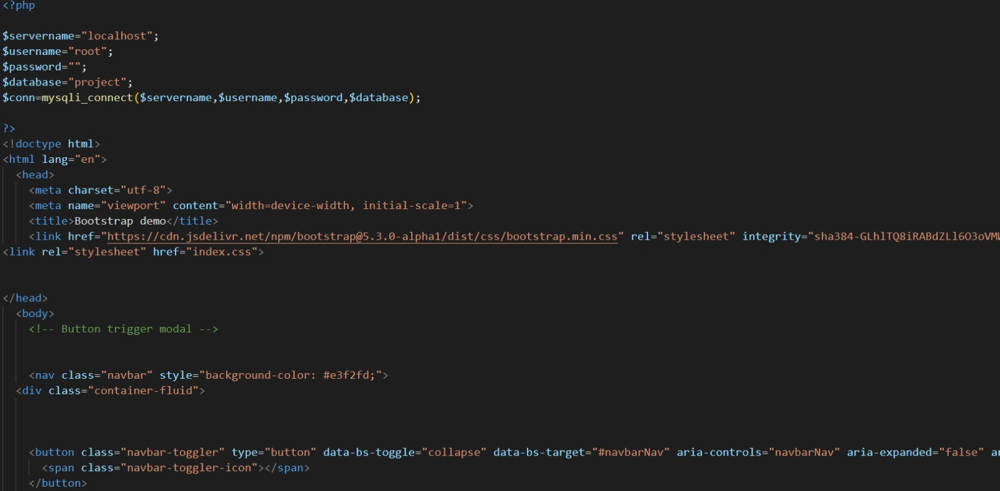 <?php
$servername="localhost";
$username="root";
$password="";
$database="project";
$conn=mysqli_connect($servername,$username,$password,$database);
?>
<!doctype html>
<html lang="en">
<head>
<meta charset="utf-8">
<meta name="viewport" content="width=device-width, initial-scale=1">
<title>Bootstrap demo</title>
<link href="https://cdn.jsdelivr.net/npm/bootstrap@5.3.0-alpha1/dist/css/bootstrap.min.css" rel="stylesheet" integrity="sha384-GLhlTQ8iRABdZLl6O3oVM
<link rel="stylesheet" href="index.css">
</head>
<body>
<!-- Button trigger modal -->
<nav class="navbar" style="background-color: #e3f2fd;">
<div class="container-fluid">
<button class="navbar-toggler" type="button" data-bs-toggle="collapse" data-bs-target="#navbarNav" aria-controls="navbarNav" aria-expanded="false"
<span class="navbar-toggler-icon"></span>
</button>